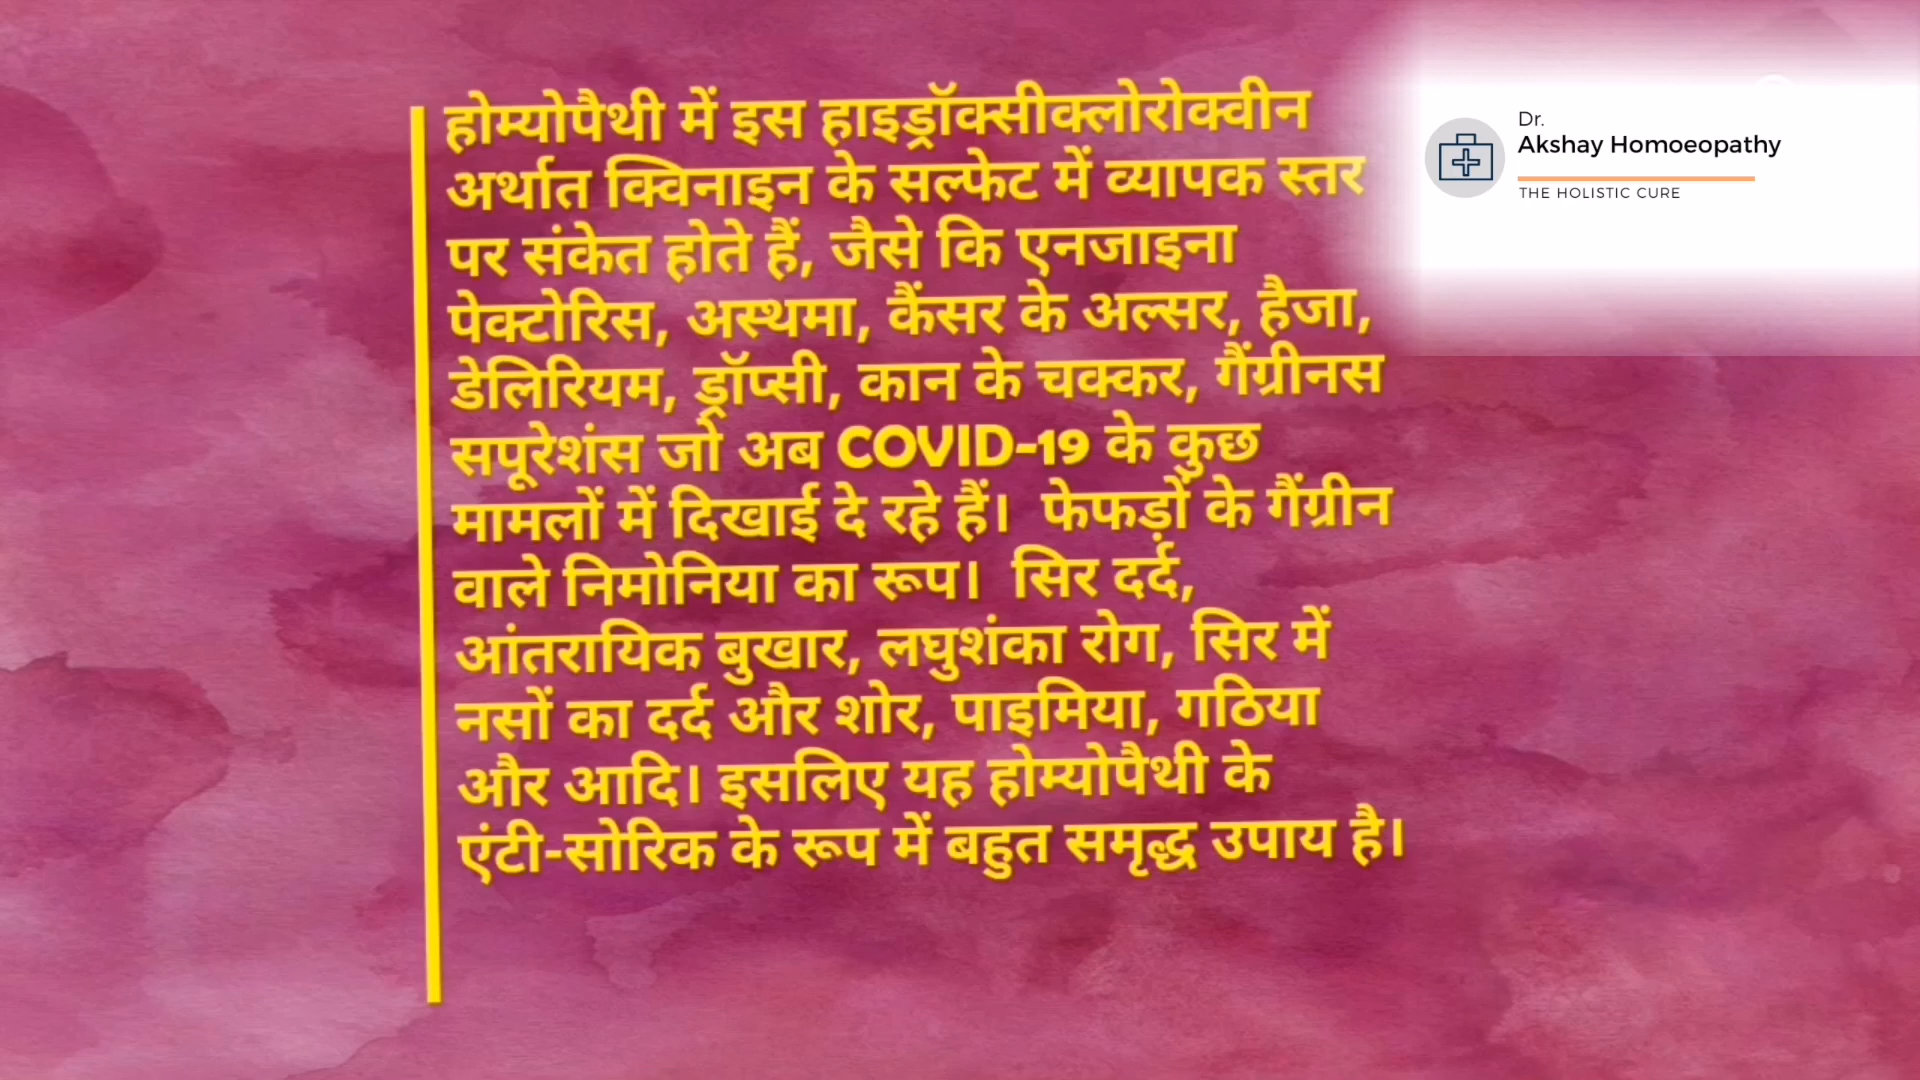 होम्योपैथी में इस हाइड्रॉक्सीक्लोरोक्वीन
अर्थात क्विनाइन के सल्फेट में व्यापक स्तर
पर संकेत होते हैं, जैसे कि एनजाइना
पेक्टोरिस, अस्थमा, कैंसर के अल्सर, हैजा,
डेलिरियम, ड्रॉप्सी, कान के चक्कर, गैंग्रीनस
सपूरेशंस जो अब COVID-19 के कुछ
मामलों में दिखाई दे रहे हैं। फेफड़ों के गैंग्रीन
वाले निमोनिया का रूप। सिर दर्द,
आंतरायिक बुखार, लघुशंका रोग, सिर में
नसों का दर्द और शोर, पाइमिया, गठिया
और आदि। इसलिए यह होम्योपैथी के
एंटी-सोरिक के रूप में बहुत समृद्ध उपाय है।
Dr.
Akshay Homoeopathy
THE HOLISTIC CURE